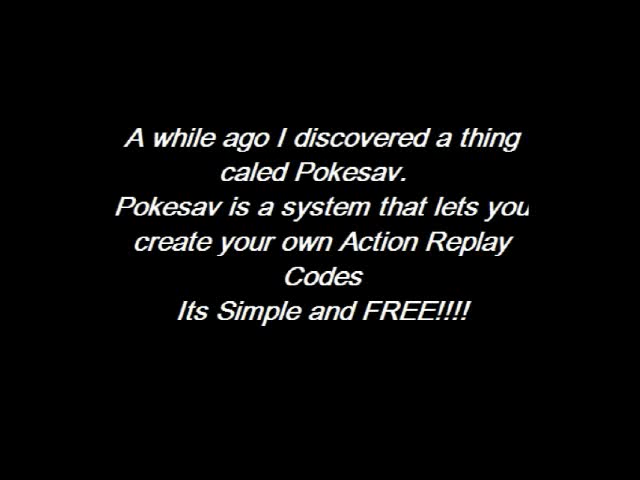 A while ago I discovered a thing
caled Pokesav.
Pokesav is a system that lets you
create your own Action Replay
Codes
Its Simple and FREE!!!!